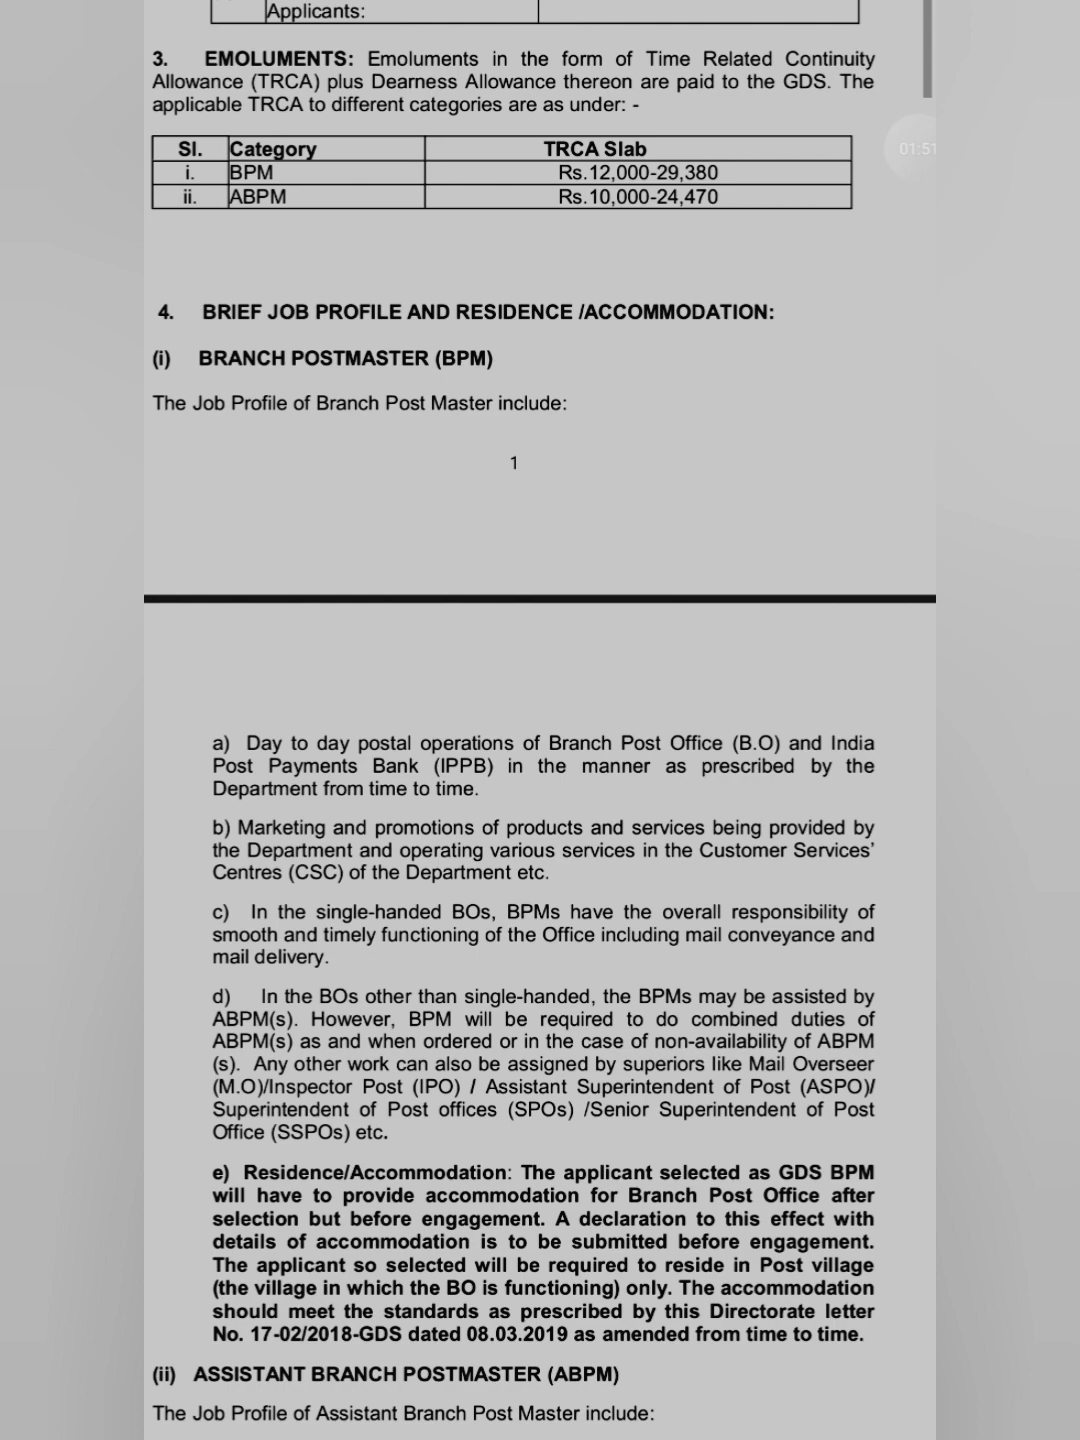 Applicants:
3. EMOLUMENTS: Emoluments in the form of Time Related Continuity
Allowance (TRCA) plus Dearness Allowance thereon are paid to the GDS. The
applicable TRCA to different categories are as under: -
Sl. Category TRCA Slab
i. BPM Rs.12,000-29,380
ii. ABPM Rs.10,000-24,470
01:51
4. BRIEF JOB PROFILE AND RESIDENCE /ACCOMMODATION:
(i) BRANCH POSTMASTER (BPM)
The Job Profile of Branch Post Master include:
1
a) Day to day postal operations of Branch Post Office (B.O) and India
Post Payments Bank (IPPB) in the manner as prescribed by the
Department from time to time.
b) Marketing and promotions of products and services being provided by
the Department and operating various services in the Customer Services'
Centres (CSC) of the Department etc.
c) In the single-handed BOs, BPMs have the overall responsibility of
smooth and timely functioning of the Office including mail conveyance and
mail delivery.
d) In the BOs other than single-handed, the BPMs may be assisted by
ABPM(s). However, BPM will be required to do combined duties of
ABPM(s) as and when ordered or in the case of non-availability of ABPM
(s). Any other work can also be assigned by superiors like Mail Overseer
(M.O)/Inspector Post (IPO) / Assistant Superintendent of Post (ASPO)/
Superintendent of Post offices (SPOs) /Senior Superintendent of Post
Office (SSPOs) etc.
e) Residence/Accommodation: The applicant selected as GDS BPM
will have to provide accommodation for Branch Post Office after
selection but before engagement. A declaration to this effect with
details of accommodation is to be submitted before engagement.
The applicant so selected will be required to reside in Post village
(the village in which the BO is functioning) only. The accommodation
should meet the standards as prescribed by this Directorate letter
No. 17-02/2018-GDS dated 08.03.2019 as amended from time to time.
(ii) ASSISTANT BRANCH POSTMASTER (ABPM)
The Job Profile of Assistant Branch Post Master include: